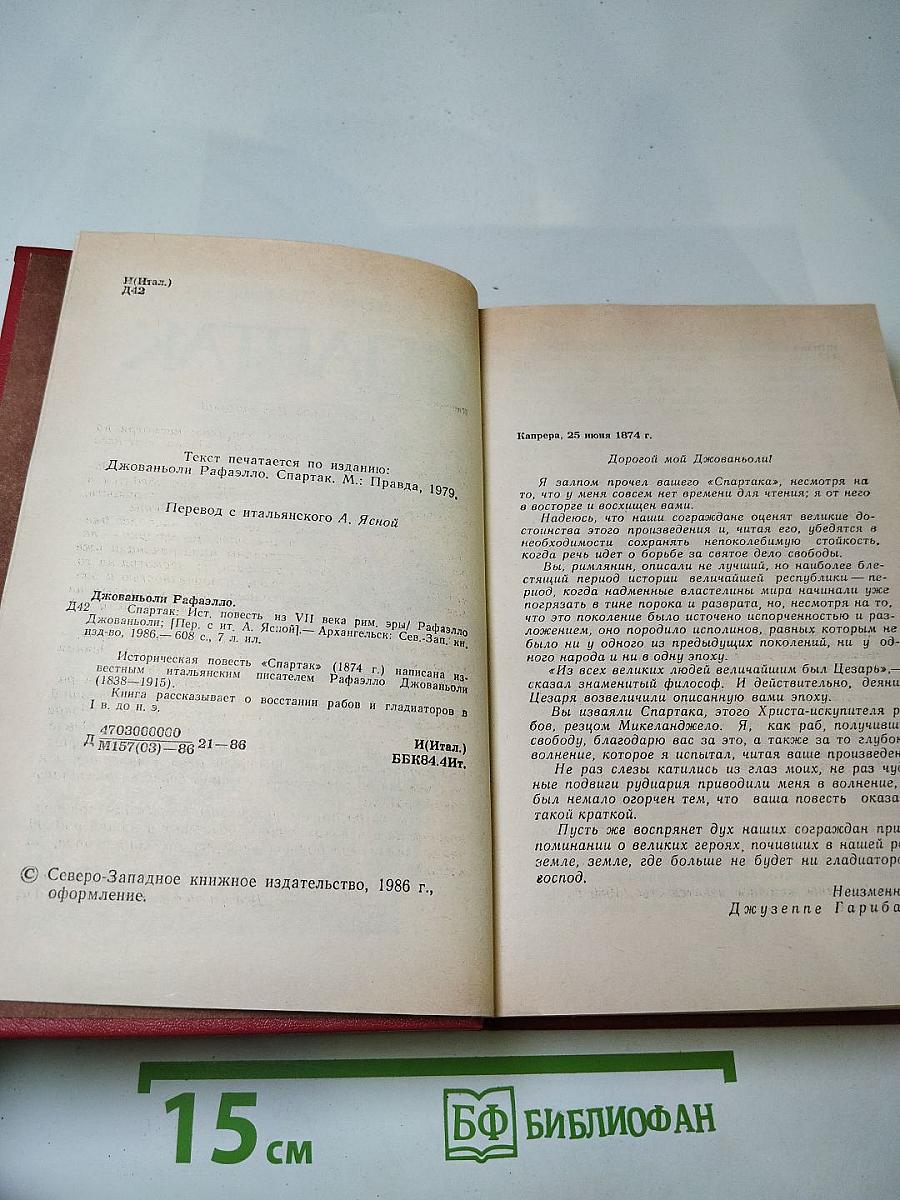 И(Итал.)
Д42
Текст печатается по изданию:
Джованьоли Рафаэлло. Спартак. М.: Правда, 1979.
Перевод с итальянского А. Ясной
Джованьоли Рафаэлло.
Д42 Спартак: Ист. повесть из VII века рим. эры/ Рафаэлло
Джованьоли; [Пер. с ит. А. Ясной].— Архангельск: Сев.-Зап. кн.
изд-во, 1986.— 608 с., 7 л. ил.
Историческая повесть «Спартак» (1874 г.) написана из-
вестным итальянским писателем Рафаэлло Джованьоли
(1838—1915).
Книга рассказывает о восстании рабов и гладиаторов в
I в. до н. э.
Д 4703000000
М157(03)—86 21—86
И(Итал.)
ББК84.4Ит.
© Северо-Западное книжное издательство, 1986 г.,
оформление.
Капрера, 25 июня 1874 г.
Дорогой мой Джованьоли!
Я залпом прочел вашего «Спартака», несмотря на
то, что у меня совсем нет времени для чтения; я от него
в восторге и восхищен вами.
Надеюсь, что наши сограждане оценят великие до-
стоинства этого произведения и, читая его, убедятся в
необходимости сохранять непоколебимую стойкость,
когда речь идет о борьбе за святое дело свободы.
Вы, римлянин, описали не лучший, но наиболее бле-
стящий период истории величайшей республики — пе-
риод, когда надменные властелины мира начинали уже
погрязать в тине порока и разврата, но, несмотря на то,
что это поколение было источено испорченностью и раз-
ложением, оно породило исполинов, равных которым не
было ни у одного из предыдущих поколений, ни у од-
ного народа и ни в одну эпоху.
«Из всех великих людей величайшим был Цезарь»,—
сказал знаменитый философ. И действительно, деяни
Цезаря возвеличили описанную вами эпоху.
Вы изваяли Спартака, этого Христа-искупителя р
бов, резцом Микеланджело. Я, как раб, получивш
свободу, благодарю вас за это, а также за то глубок
волнение, которое я испытал, читая ваше произведен
Не раз слезы катились из глаз моих, не раз чуд
ные подвиги рудиария приводили меня в волнение,
был немало огорчен тем, что ваша повесть оказа
такой краткой.
Пусть же воспрянет дух наших сограждан при
поминании о великих героях, почивших в нашей ро
земле, земле, где больше не будет ни гладиаторо
господ.
Неизменн
Джузеппе Гариба
15 см
БФ БИБЛИОФАН